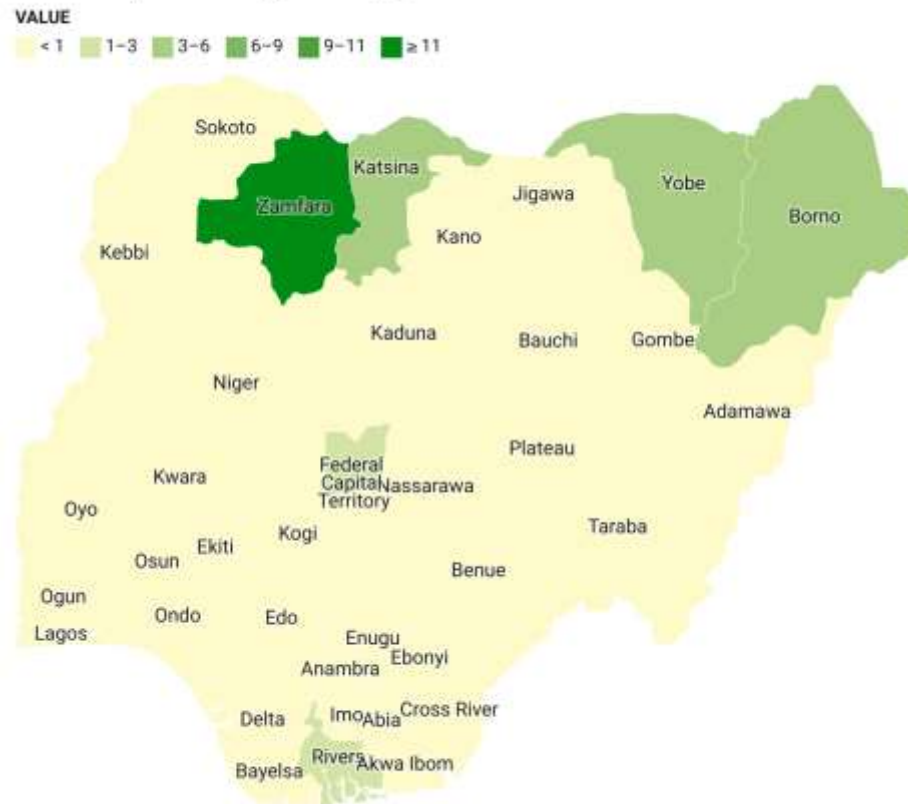 VALUE
< 1 1–3 3–6 6–9 9–11 ≥ 11
Sokoto
Katsina
Zamfara
Jigawa
Yobe
Borno
Kano
Kebbi
Kaduna
Bauchi
Gombe
Niger
Adamawa
Plateau
Federal
Capital
Territory
Nassarawa
Kwara
Oyo
Taraba
Kogi
Ekiti
Osun
Benue
Ogun
Ondo
Edo
Lagos
Enugu
Ebonyi
Anambra
Cross River
Delta
Imo
Abia
Rivers
Akwa Ibom
Bayelsa